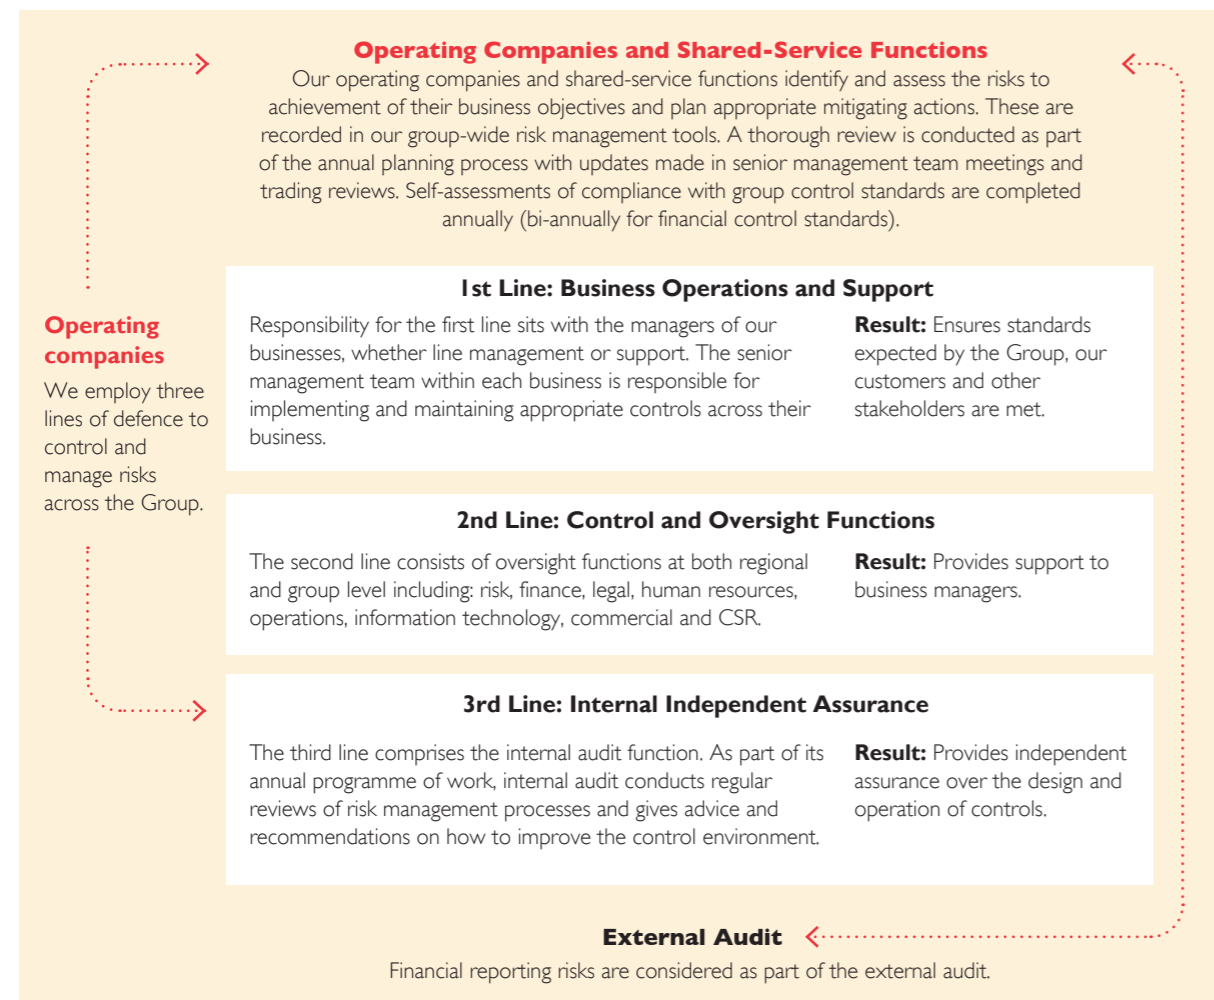 Operating Companies and Shared-Service Functions
Our operating companies and shared-service functions identify and assess the risks to
achievement of their business objectives and plan appropriate mitigating actions. These are
recorded in our group-wide risk management tools. A thorough review is conducted as part
of the annual planning process with updates made in senior management team meetings and
trading reviews. Self-assessments of compliance with group control standards are completed
annually (bi-annually for financial control standards).
Operating
companies
We employ three
lines of defence to
control and
manage risks
across the Group.
1st Line: Business Operations and Support
Responsibility for the first line sits with the managers of our
businesses, whether line management or support. The senior
management team within each business is responsible for
implementing and maintaining appropriate controls across their
business.
Result: Ensures standards
expected by the Group, our
customers and other
stakeholders are met.
2nd Line: Control and Oversight Functions
The second line consists of oversight functions at both regional
and group level including: risk, finance, legal, human resources,
operations, information technology, commercial and CSR.
Result: Provides support to
business managers.
3rd Line: Internal Independent Assurance
The third line comprises the internal audit function. As part of its
annual programme of work, internal audit conducts regular
reviews of risk management processes and gives advice and
recommendations on how to improve the control environment.
Result: Provides independent
assurance over the design and
operation of controls.
External Audit
Financial reporting risks are considered as part of the external audit.